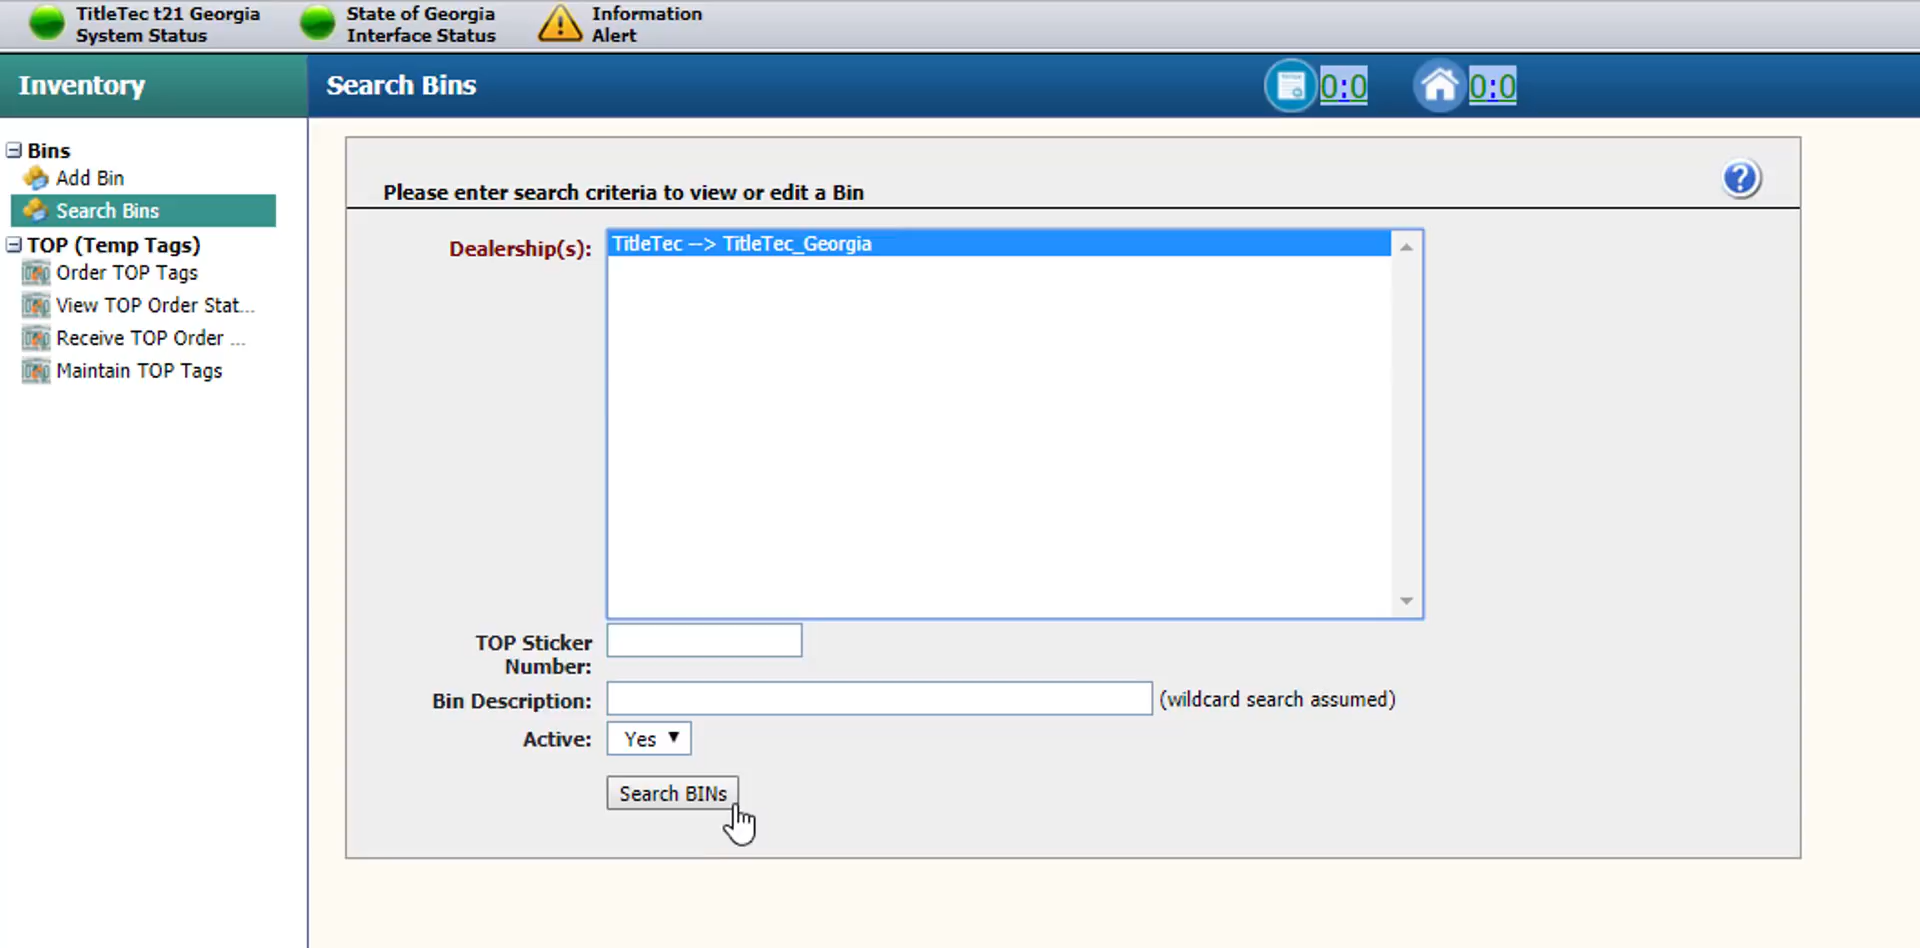 TitleTec t21 Georgia
System Status
State of Georgia
Interface Status
Information
Alert
Inventory
Search Bins
0:0
0:0
Bins
Add Bin
Search Bins
TOP (Temp Tags)
Order TOP Tags
View TOP Order Stat...
Receive TOP Order ...
Maintain TOP Tags
Please enter search criteria to view or edit a Bin
?
Dealership(s):
TitleTec --> TitleTec_Georgia
TOP Sticker
Number:
Bin Description:
(wildcard search assumed)
Active:
Yes
Search BINs